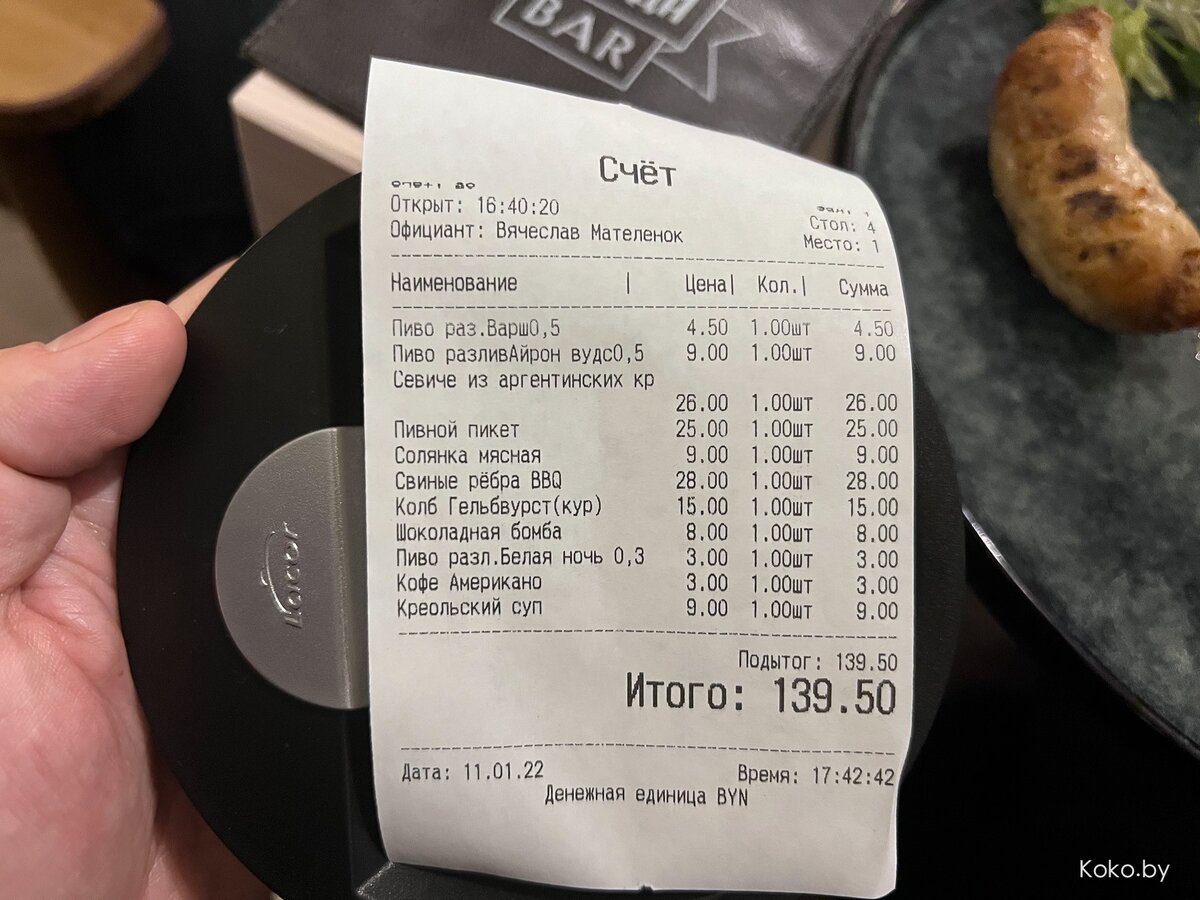 BAR
Счёт
Открыт: 16:40:20
Стол: 4
Официант: Вячеслав Мателенок
Место: 1
Наименование | Цена| Кол.| Сумма
Пиво раз.Варш0,5 4.50 1.00шт 4.50
Пиво разливАйрон вудс0,5 9.00 1.00шт 9.00
Севиче из аргентинских кр
26.00 1.00шт 26.00
Пивной пикет 25.00 1.00шт 25.00
Солянка мясная 9.00 1.00шт 9.00
Свиные рёбра BBQ 28.00 1.00шт 28.00
Колб Гельбвурст(кур) 15.00 1.00шт 15.00
Шоколадная бомба 8.00 1.00шт 8.00
Пиво разл.Белая ночь 0,3 3.00 1.00шт 3.00
Кофе Американо 3.00 1.00шт 3.00
Креольский суп 9.00 1.00шт 9.00
Подытог: 139.50
Итого: 139.50
Дата: 11.01.22 Время: 17:42:42
Денежная единица BYN
Lacor
Koko.by